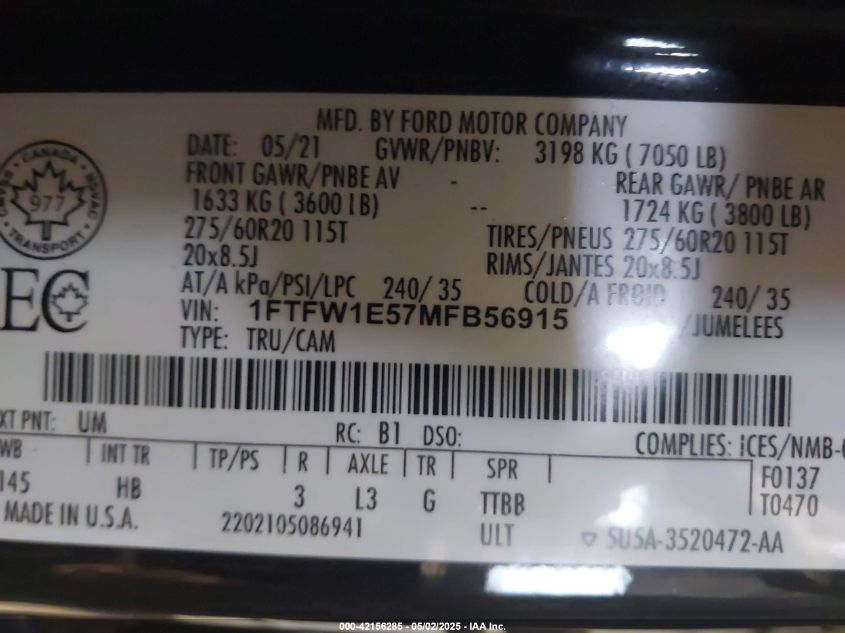 MFD. BY FORD MOTOR COMPANY
DATE: 05/21 GVWR/PNBV: 3198 KG ( 7050 LB)
FRONT GAWR/PNBE AV - REAR GAWR/ PNBE AR
1633 KG ( 3600 LB) -- 1724 KG ( 3800 LB)
275/60R20 115T TIRES/PNEUS 275/60R20 115T
20x8.5J RIMS/JANTES 20x8.5J
AT/A kPa/PSI/LPC 240/ 35 COLD/A FROID 240/ 35
VIN: 1FTFW1E57MFB56915 /JUMELEES
TYPE: TRU/CAM
CANADA
977
TRANSPORT
NSVAC
EC
XT PNT: UM RC: B1 DSO: COMPLIES: iCES/NMB-
WB INT TR TP/PS R AXLE TR SPR F0137
145 HB 3 L3 G TTBB T0470
MADE IN U.S.A. 2202105086941 ULT SUSA-3520472-AA
000-42156285 - 05/02/2025 - IAA Inc.